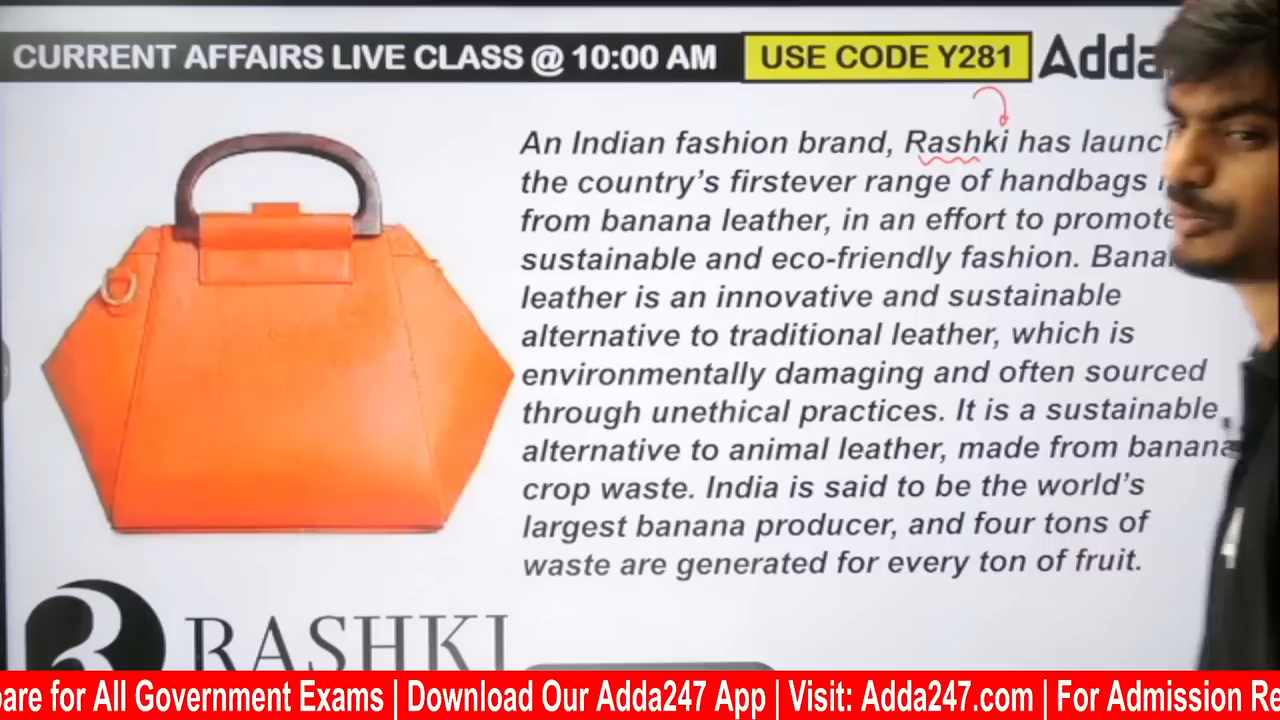 CURRENT AFFAIRS LIVE CLASS @ 10:00 AM
USE CODE Y281
Adda
An Indian fashion brand, Rashki has launc
the country's firstever range of handbags
from banana leather, in an effort to promote
sustainable and eco-friendly fashion. Bana
leather is an innovative and sustainable
alternative to traditional leather, which is
environmentally damaging and often sourced
through unethical practices. It is a sustainable
alternative to animal leather, made from banana
crop waste. India is said to be the world's
largest banana producer, and four tons of
waste are generated for every ton of fruit.
RASHKI
pare for All Government Exams | Download Our Adda247 App | Visit: Adda247.com | For Admission Re